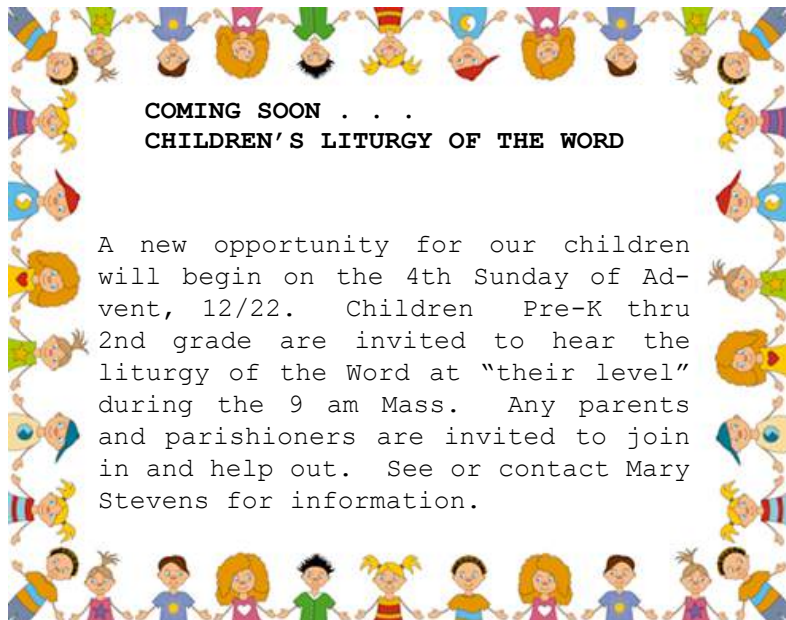 COMING SOON . . .
CHILDREN’S LITURGY OF THE WORD
A new opportunity for our children
will begin on the 4th Sunday of Ad-
vent, 12/22. Children Pre-K thru
2nd grade are invited to hear the
liturgy of the Word at “their level”
during the 9 am Mass. Any parents
and parishioners are invited to join
in and help out. See or contact Mary
Stevens for information.